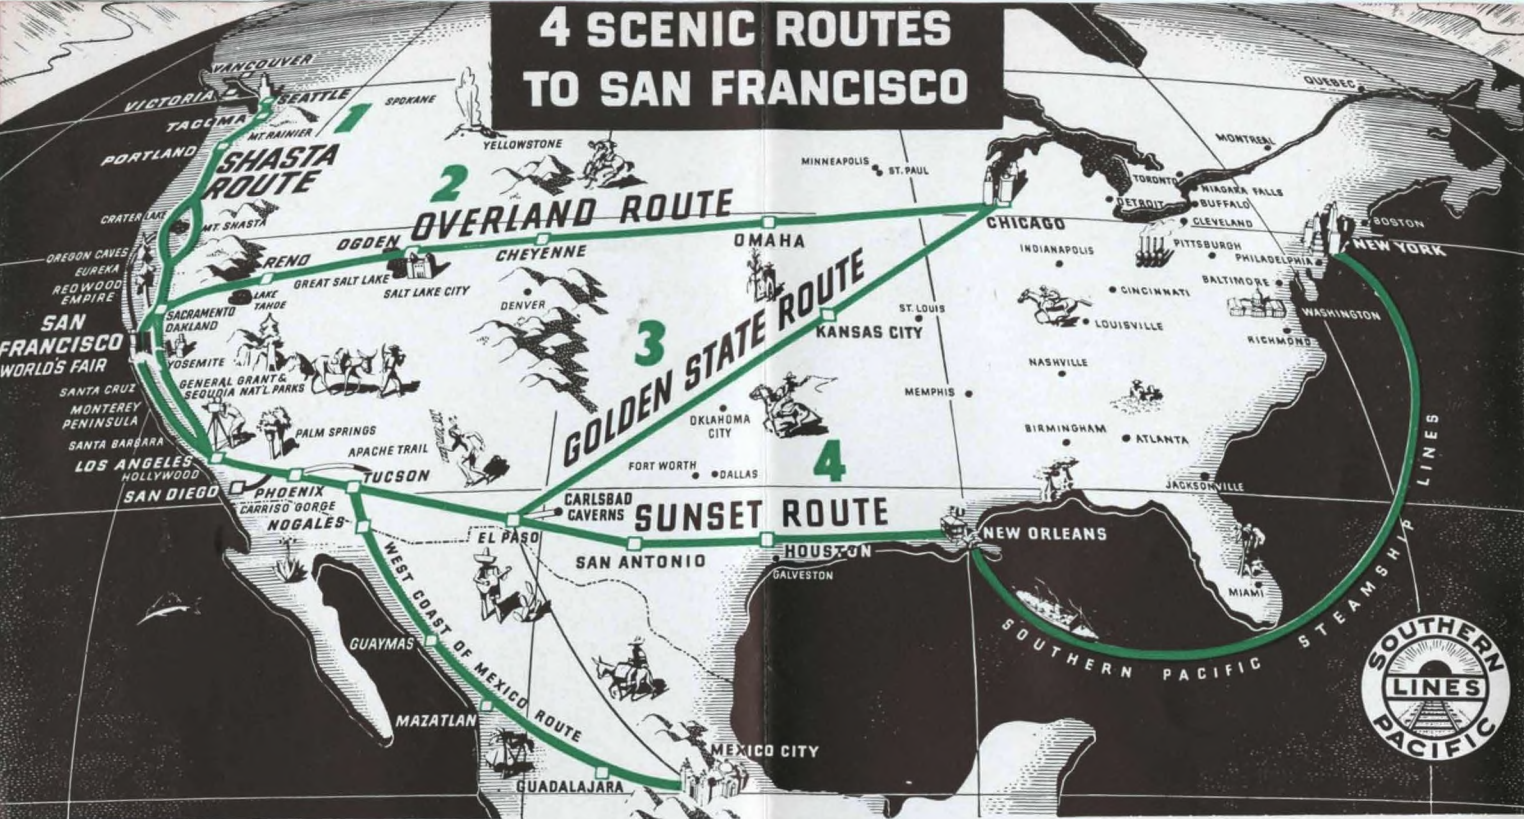 4 SCENIC ROUTES
TO SAN FRANCISCO
VANCOUVER
VICTORIA
SEATTLE
TACOMA
MT. RAINIER
1
SPOKANE
PORTLAND
SHASTA
ROUTE
YELLOWSTONE
2
OVERLAND ROUTE
CRATER LAKE
MT. SHASTA
OREGON CAVES
EUREKA
REDWOOD
EMPIRE
RENO
OGDEN
CHEYENNE
OMAHA
GREAT SALT LAKE
SALT LAKE CITY
LAKE
TAHOE
SACRAMENTO
OAKLAND
SAN
FRANCISCO
WORLD'S FAIR
YOSEMITE
GENERAL GRANT &
SEQUOIA NAT'L PARKS
DENVER
3
GOLDEN STATE ROUTE
KANSAS CITY
ST. LOUIS
MINNEAPOLIS
ST. PAUL
CHICAGO
INDIANAPOLIS
CINCINNATI
LOUISVILLE
NASHVILLE
MEMPHIS
BIRMINGHAM
ATLANTA
QUEBEC
MONTREAL
TORONTO
NIAGARA FALLS
DETROIT
BUFFALO
CLEVELAND
PITTSBURGH
PHILADELPHIA
BALTIMORE
WASHINGTON
RICHMOND
BOSTON
NEW YORK
SANTA CRUZ
MONTEREY
PENINSULA
SANTA BARBARA
LOS ANGELES
HOLLYWOOD
SAN DIEGO
PALM SPRINGS
APACHE TRAIL
PHOENIX
TUCSON
CARRISO GORGE
NOGALES
OKLAHOMA
CITY
FORT WORTH
DALLAS
4
CARLSBAD
CAVERNS
SUNSET ROUTE
EL PASO
SAN ANTONIO
HOUSTON
GALVESTON
NEW ORLEANS
JACKSONVILLE
MIAMI
WEST COAST OF MEXICO ROUTE
GUAYMAS
MAZATLAN
GUADALAJARA
MEXICO CITY
SOUTHERN PACIFIC STEAMSHIP LINES
SOUTHERN
LINES
PACIFIC